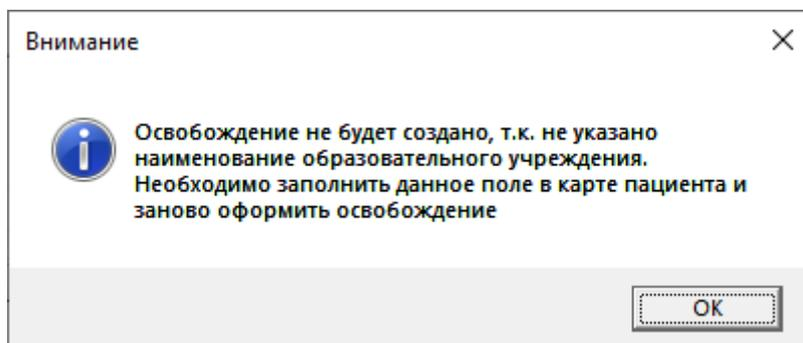 Внимание
Освобождение не будет создано, т.к. не указано
наименование образовательного учреждения.
Необходимо заполнить данное поле в карте пациента и
заново оформить освобождение
ОК